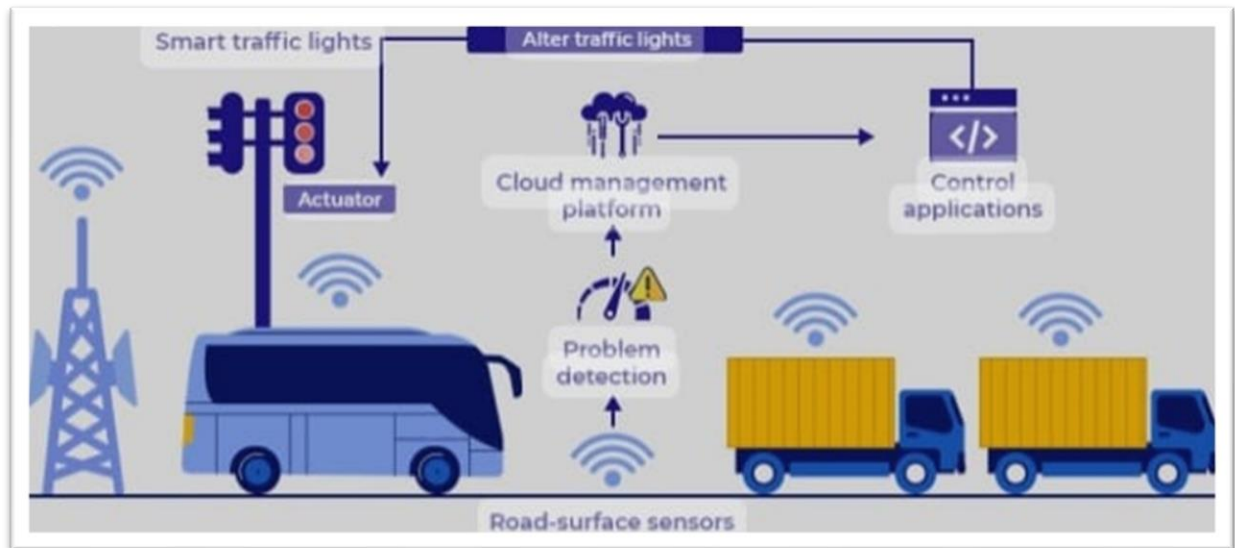 Smart traffic lights
Alter traffic lights
Actuator
Cloud management
platform
</>
Control
applications
Problem
detection
!
Road-surface sensors